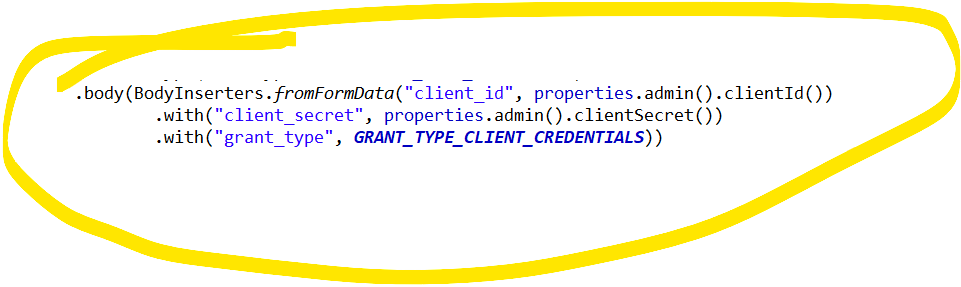 .body(BodyInserters.fromFormData("client_id", properties.admin().clientId())
.with("client_secret", properties.admin().clientSecret())
.with("grant_type", GRANT_TYPE_CLIENT_CREDENTIALS))